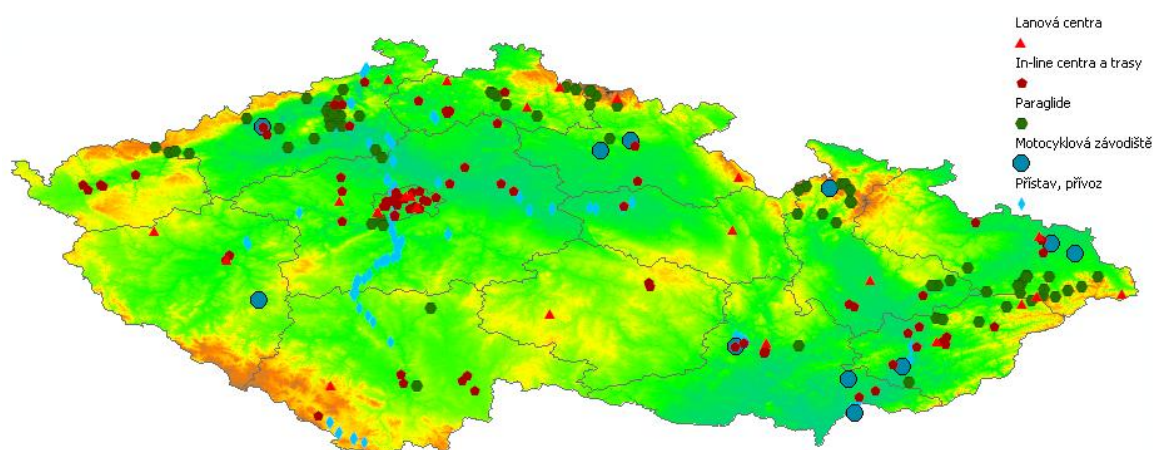 Lanová centra
In-line centra a trasy
Paraglide
Motocyklová závodiště
Přístav, přívoz